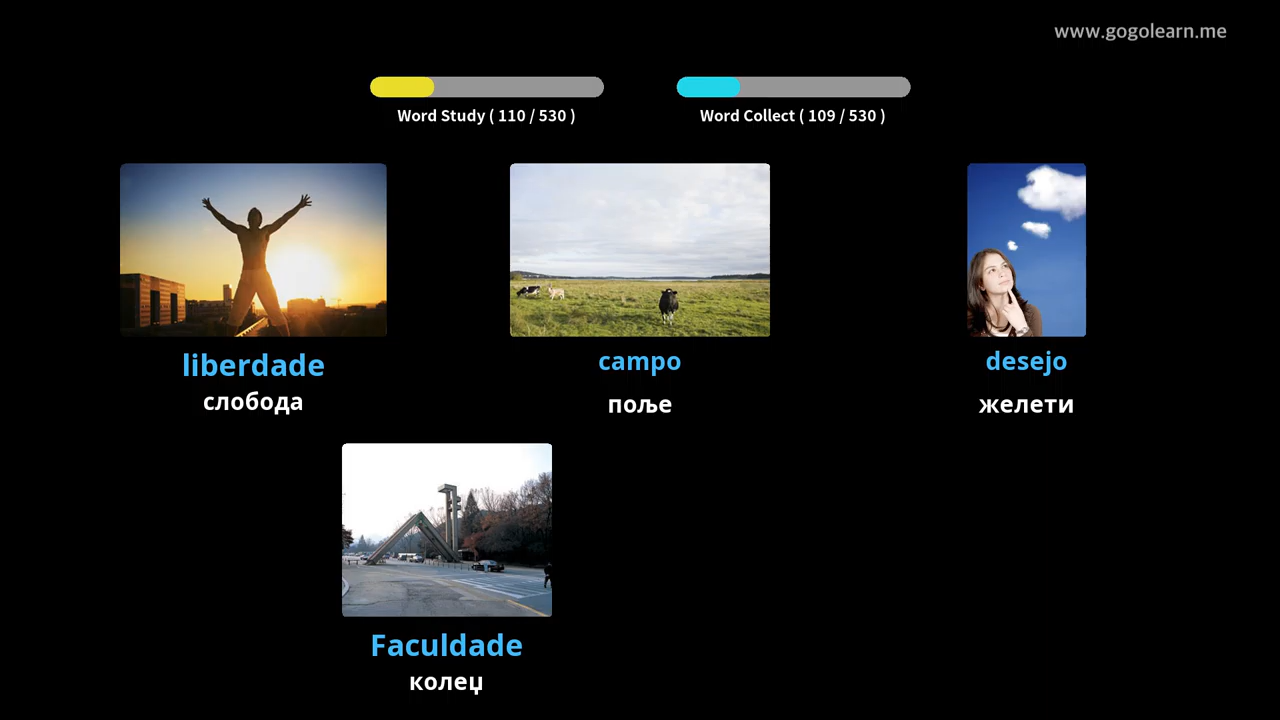 www.gogolearn.me
Word Study ( 110 / 530 )
Word Collect ( 109 / 530 )
liberdade
слобода
campo
поље
desejo
желети
Faculdade
колеџ